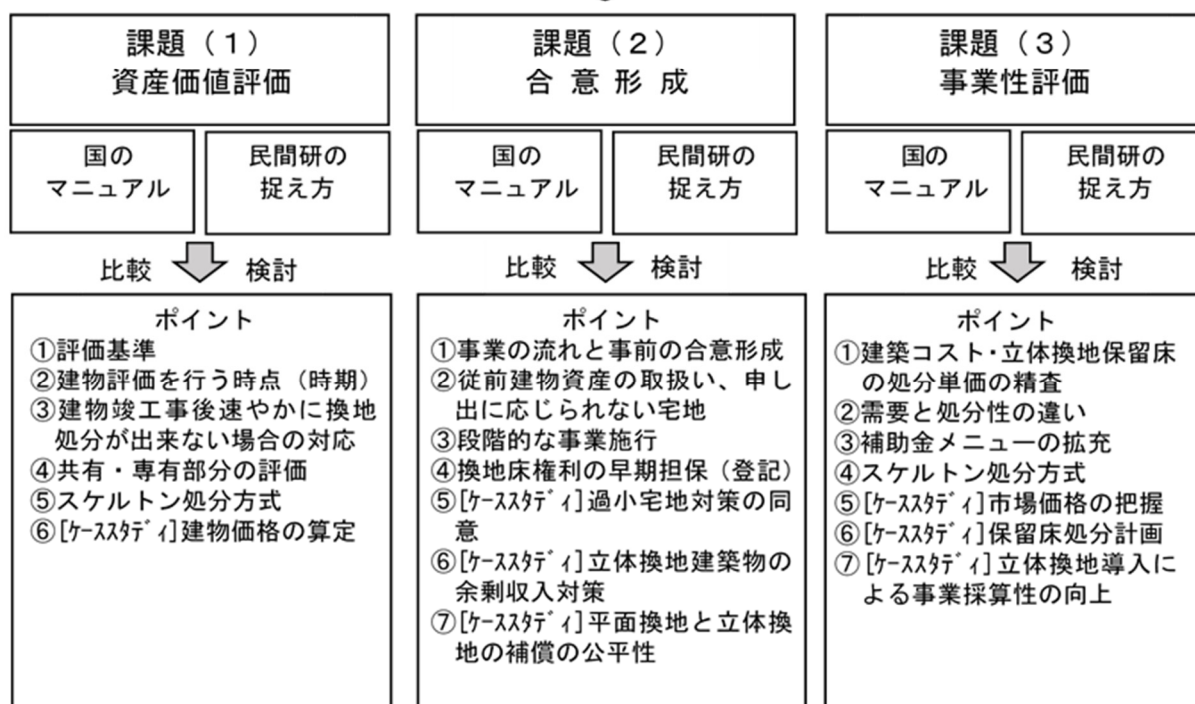 課題（1）
資産価値評価
国の
マニュアル
民間研の
捉え方
比較
検討
ポイント
①評価基準
②建物評価を行う時点（時期）
③建物竣工事後速やかに換地
処分が出来ない場合の対応
④共有・専有部分の評価
⑤スケルトン処分方式
⑥[ｹｰｽｽﾀﾃﾞｨ]建物価格の算定
課題（2）
合意形成
国の
マニュアル
民間研の
捉え方
比較
検討
ポイント
①事業の流れと事前の合意形成
②従前建物資産の取扱い、申し
出に応じられない宅地
③段階的な事業施行
④換地床権利の早期担保（登記）
⑤[ｹｰｽｽﾀﾃﾞｨ]過小宅地対策の同
意
⑥[ｹｰｽｽﾀﾃﾞｨ]立体換地建築物の
余剰収入対策
⑦[ｹｰｽｽﾀﾃﾞｨ]平面換地と立体換
地の補償の公平性
課題（3）
事業性評価
国の
マニュアル
民間研の
捉え方
比較
検討
ポイント
①建築コスト・立体換地保留床
の処分単価の精査
②需要と処分性の違い
③補助金メニューの拡充
④スケルトン処分方式
⑤[ｹｰｽｽﾀﾃﾞｨ]市場価格の把握
⑥[ｹｰｽｽﾀﾃﾞｨ]保留床処分計画
⑦[ｹｰｽｽﾀﾃﾞｨ]立体換地導入に
よる事業採算性の向上